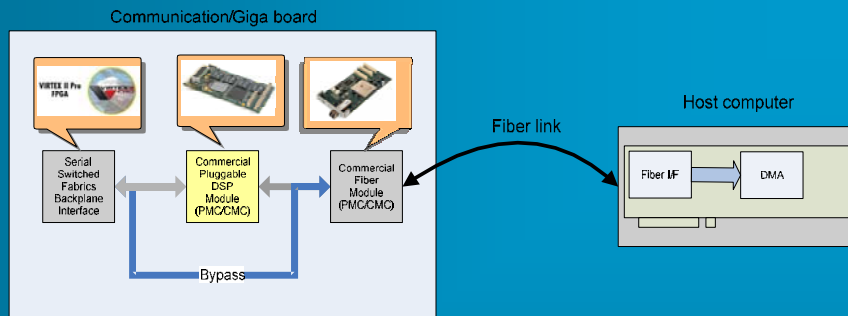 Communication/Giga board
VIRTEX II Pro
FPGA
VIRTEX
Host computer
Fiber link
Serial
Switched
Fabrics
Backplane
Interface
Commercial
Pluggable
DSP
Module
(PMC/CMC)
Commercial
Fiber
Module
(PMC/CMC)
Fiber I/F
DMA
Bypass